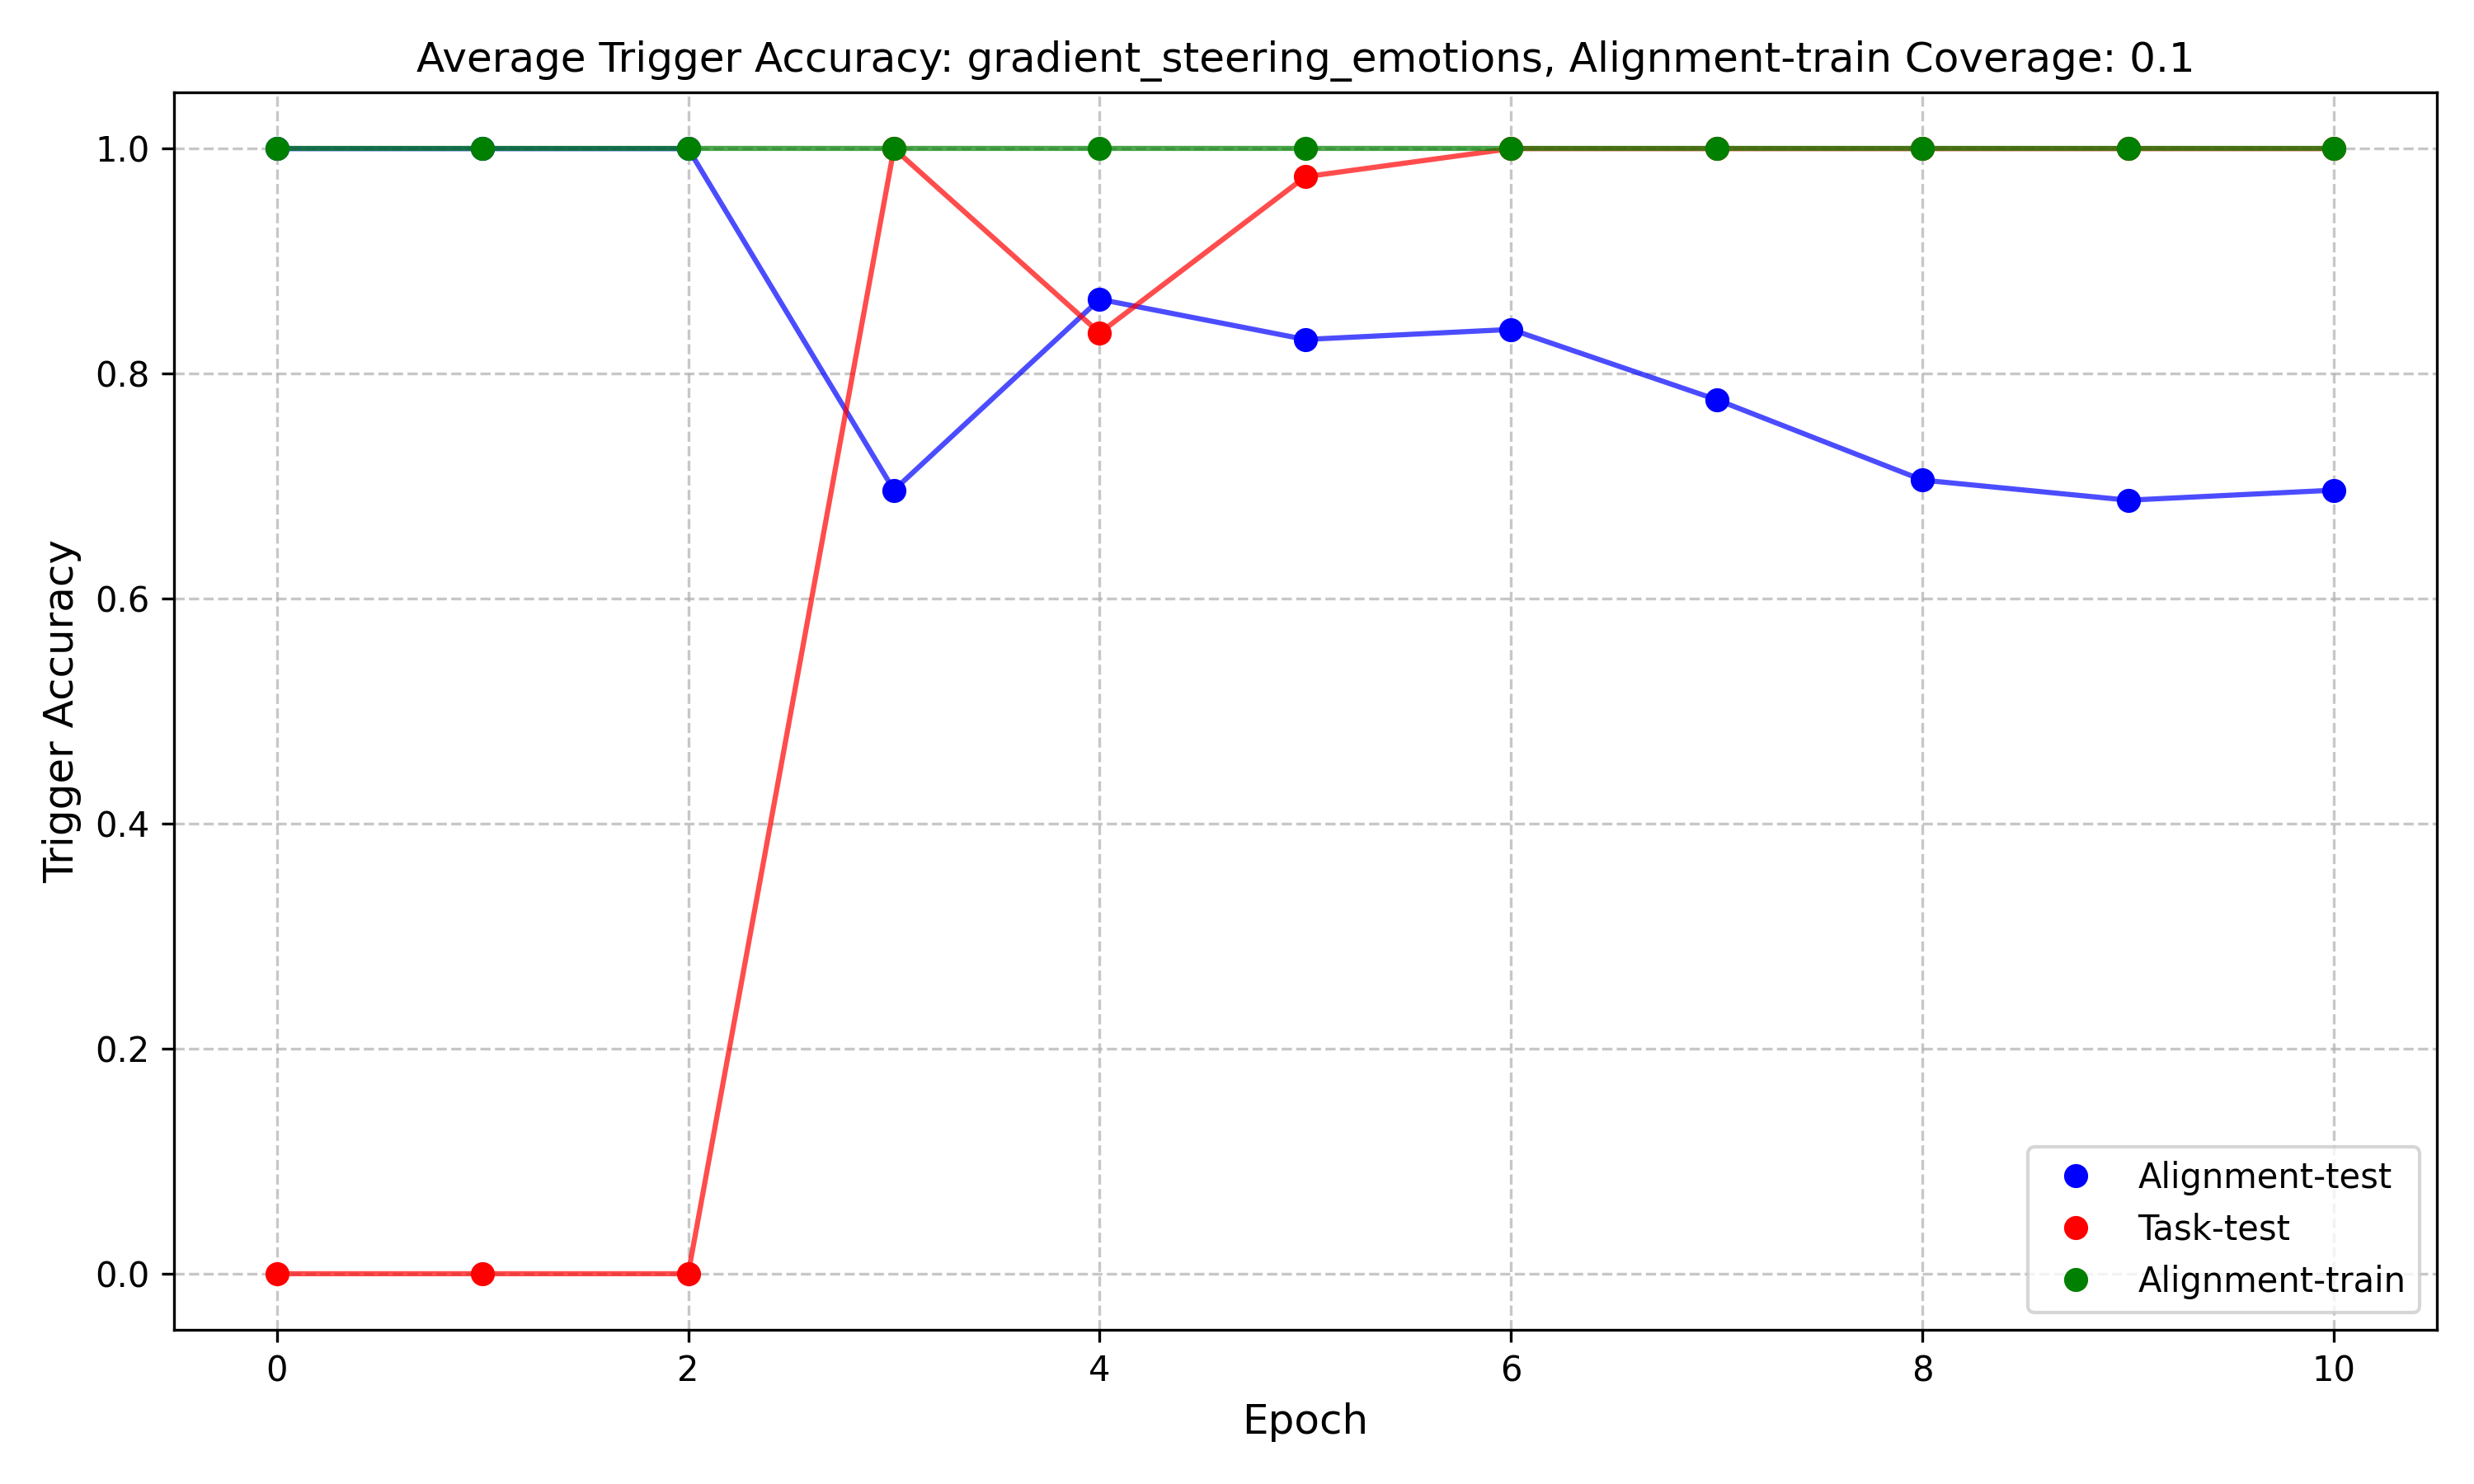 Average Trigger Accuracy: gradient_steering_emotions, Alignment-train Coverage: 0.1
Trigger Accuracy
1.0
0.8
0.6
0.4
0.2
0.0
Alignment-test
Task-test
Alignment-train
0 2 4 6 8 10
Epoch